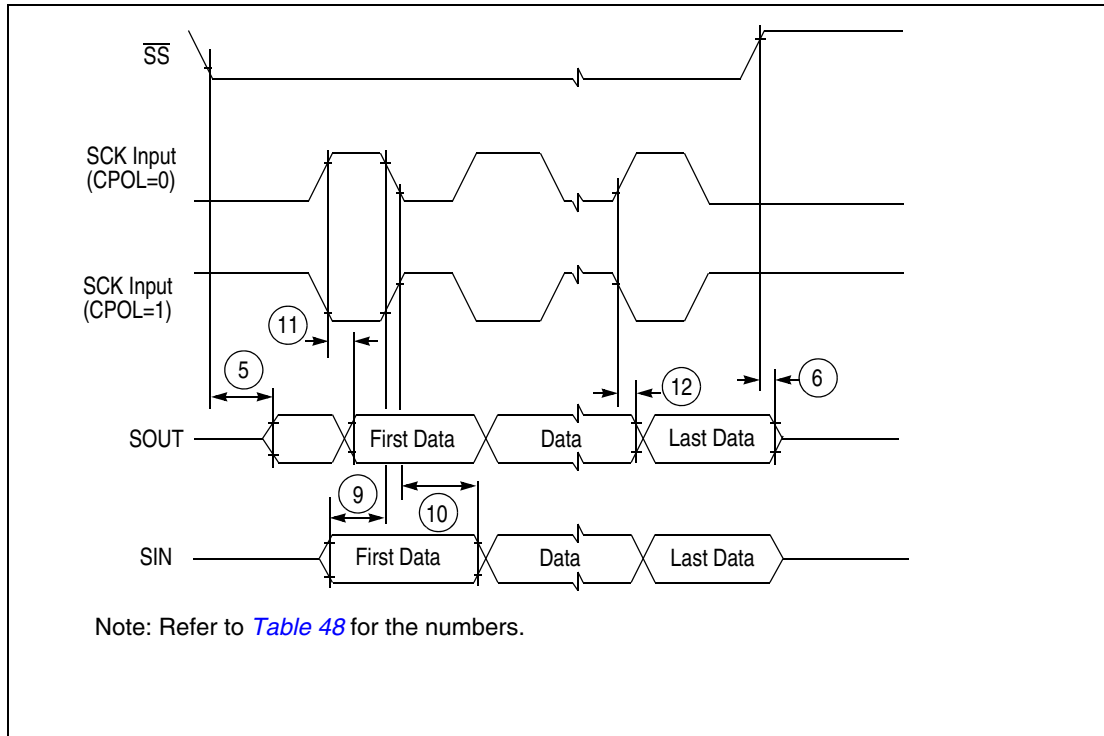 SS
SCK Input
(CPOL=0)
SCK Input
(CPOL=1)
11
5
12
6
SOUT
First Data
Data
Last Data
9
10
SIN
First Data
Data
Last Data
Note: Refer to Table 48 for the numbers.